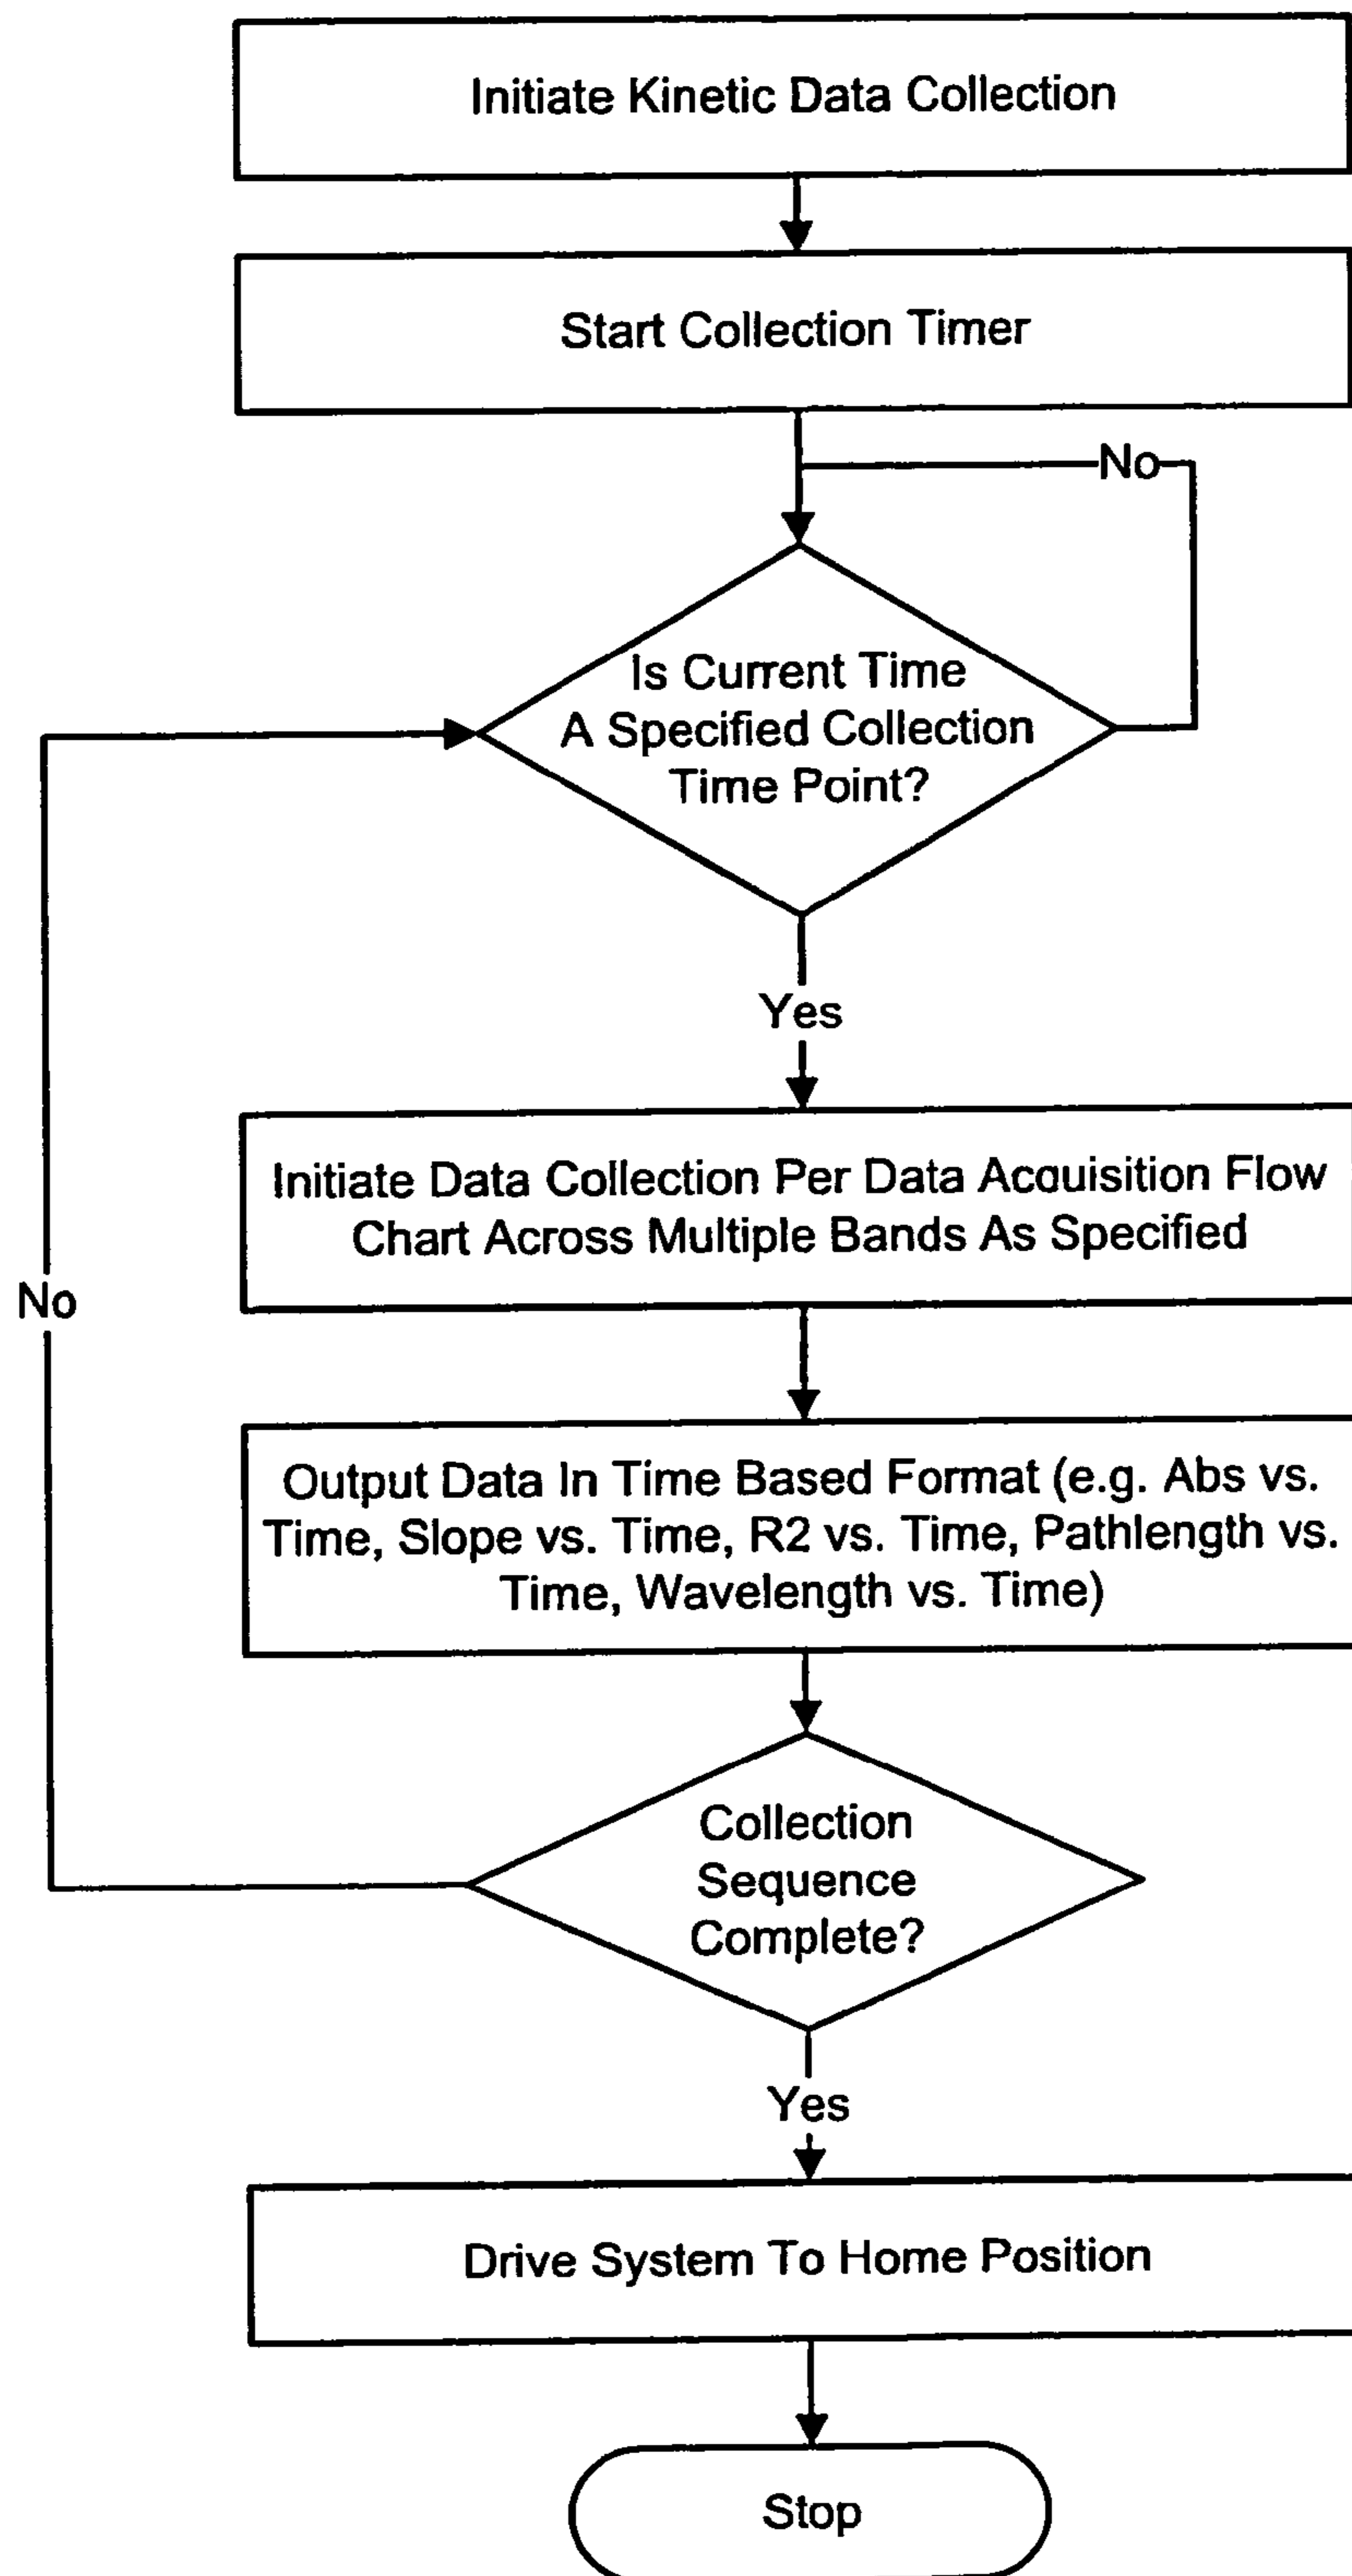 Initiate Kinetic Data Collection
Start Collection Timer
No
Is Current Time
A Specified Collection
Time Point?
Yes
Initiate Data Collection Per Data Acquisition Flow
Chart Across Multiple Bands As Specified
No
Output Data In Time Based Format (e.g. Abs vs.
Time, Slope vs. Time, R2 vs. Time, Pathlength vs.
Time, Wavelength vs. Time)
Collection
Sequence
Complete?
Yes
Drive System To Home Position
Stop